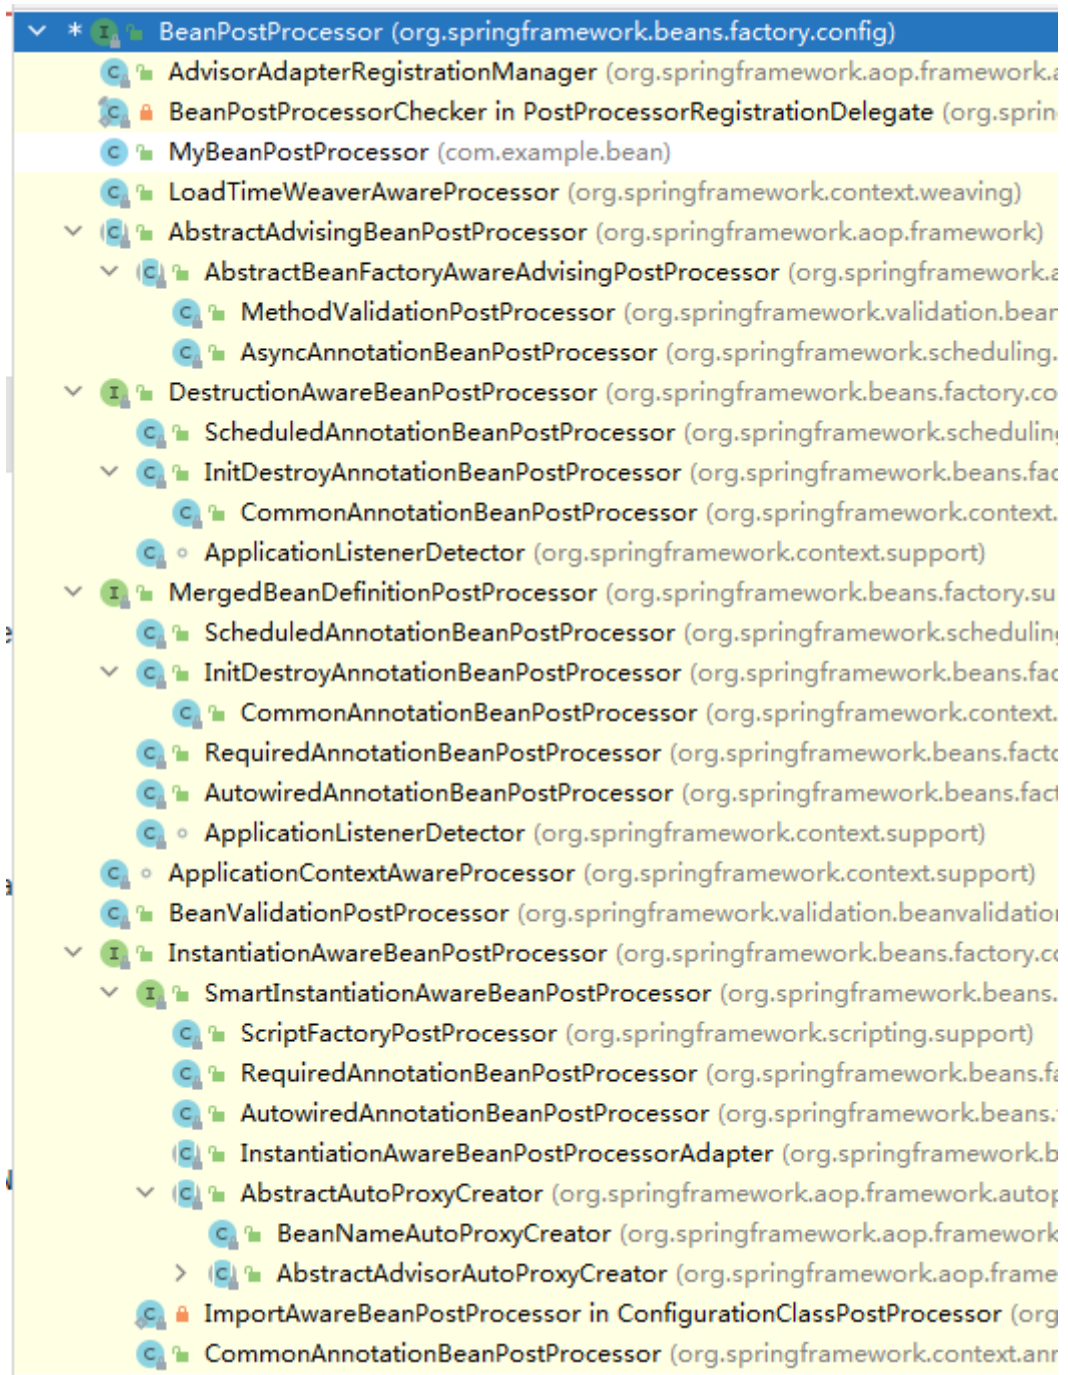 * BeanPostProcessor (org.springframework.beans.factory.config)
AdvisorAdapterRegistrationManager (org.springframework.aop.framework.a
BeanPostProcessorChecker in PostProcessorRegistrationDelegate (org.sprin
MyBeanPostProcessor (com.example.bean)
LoadTimeWeaverAwareProcessor (org.springframework.context.weaving)
AbstractAdvisingBeanPostProcessor (org.springframework.aop.framework)
AbstractBeanFactoryAwareAdvisingPostProcessor (org.springframework.a
MethodValidationPostProcessor (org.springframework.validation.bean
AsyncAnnotationBeanPostProcessor (org.springframework.scheduling.
DestructionAwareBeanPostProcessor (org.springframework.beans.factory.co
ScheduledAnnotationBeanPostProcessor (org.springframework.scheduling
InitDestroyAnnotationBeanPostProcessor (org.springframework.beans.fac
CommonAnnotationBeanPostProcessor (org.springframework.context.
ApplicationListenerDetector (org.springframework.context.support)
MergedBeanDefinitionPostProcessor (org.springframework.beans.factory.su
ScheduledAnnotationBeanPostProcessor (org.springframework.scheduling
InitDestroyAnnotationBeanPostProcessor (org.springframework.beans.fac
CommonAnnotationBeanPostProcessor (org.springframework.context.
RequiredAnnotationBeanPostProcessor (org.springframework.beans.facto
AutowiredAnnotationBeanPostProcessor (org.springframework.beans.fact
ApplicationListenerDetector (org.springframework.context.support)
ApplicationContextAwareProcessor (org.springframework.context.support)
BeanValidationPostProcessor (org.springframework.validation.beanvalidation
InstantiationAwareBeanPostProcessor (org.springframework.beans.factory.co
SmartInstantiationAwareBeanPostProcessor (org.springframework.beans.
ScriptFactoryPostProcessor (org.springframework.scripting.support)
RequiredAnnotationBeanPostProcessor (org.springframework.beans.fa
AutowiredAnnotationBeanPostProcessor (org.springframework.beans.
InstantiationAwareBeanPostProcessorAdapter (org.springframework.b
AbstractAutoProxyCreator (org.springframework.aop.framework.autop
BeanNameAutoProxyCreator (org.springframework.aop.framework
AbstractAdvisorAutoProxyCreator (org.springframework.aop.frame
ImportAwareBeanPostProcessor in ConfigurationClassPostProcessor (org
CommonAnnotationBeanPostProcessor (org.springframework.context.ann